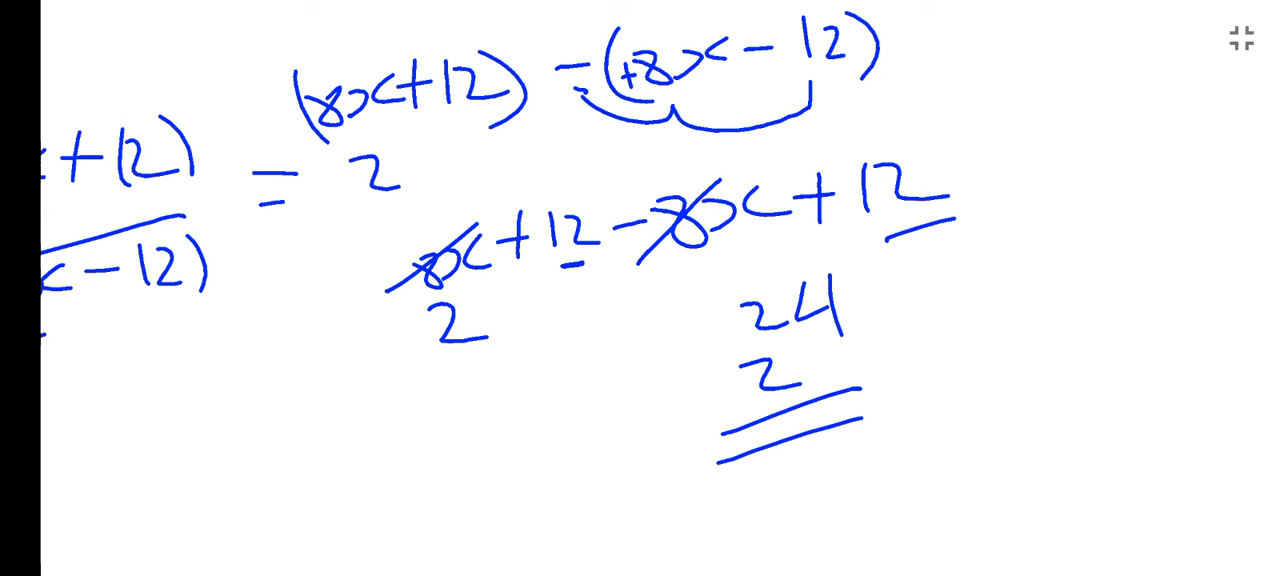 (8x+12) - (+8x - 12)
+ 12) = 2
x - 12) 8x + 12 - 8x + 12
2 24
2